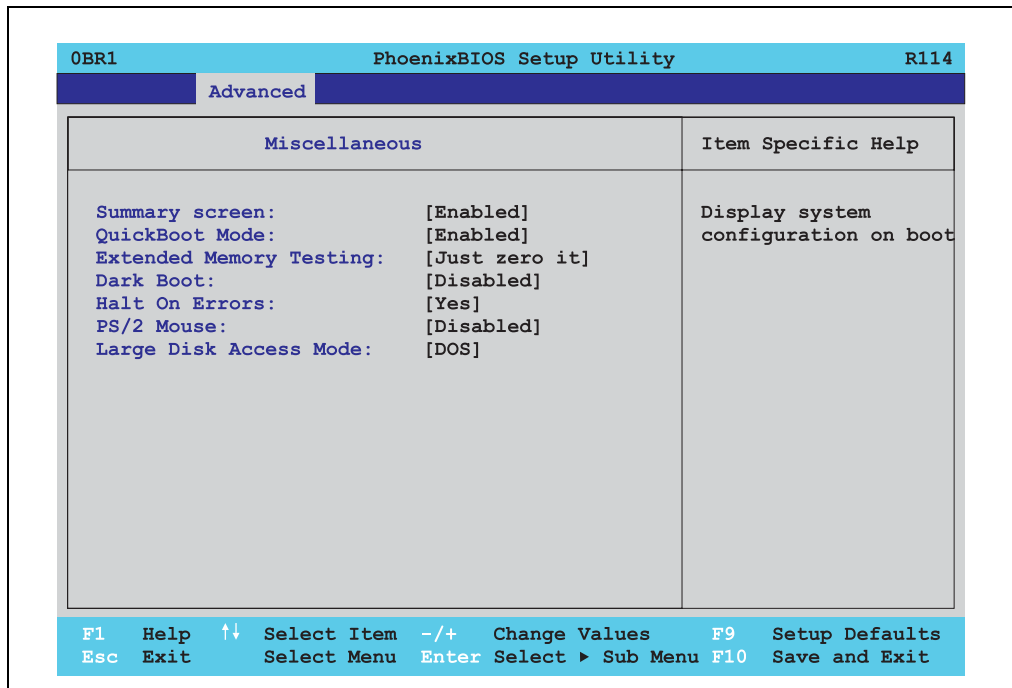 0BR1 PhoenixBIOS Setup Utility R114
Advanced
Miscellaneous Item Specific Help
Summary screen: [Enabled] Display system
QuickBoot Mode: [Enabled] configuration on boot
Extended Memory Testing: [Just zero it]
Dark Boot: [Disabled]
Halt On Errors: [Yes]
PS/2 Mouse: [Disabled]
Large Disk Access Mode: [DOS]
F1 Help ↑↓ Select Item -/+ Change Values F9 Setup Defaults
Esc Exit Select Menu Enter Select ▶ Sub Menu F10 Save and Exit